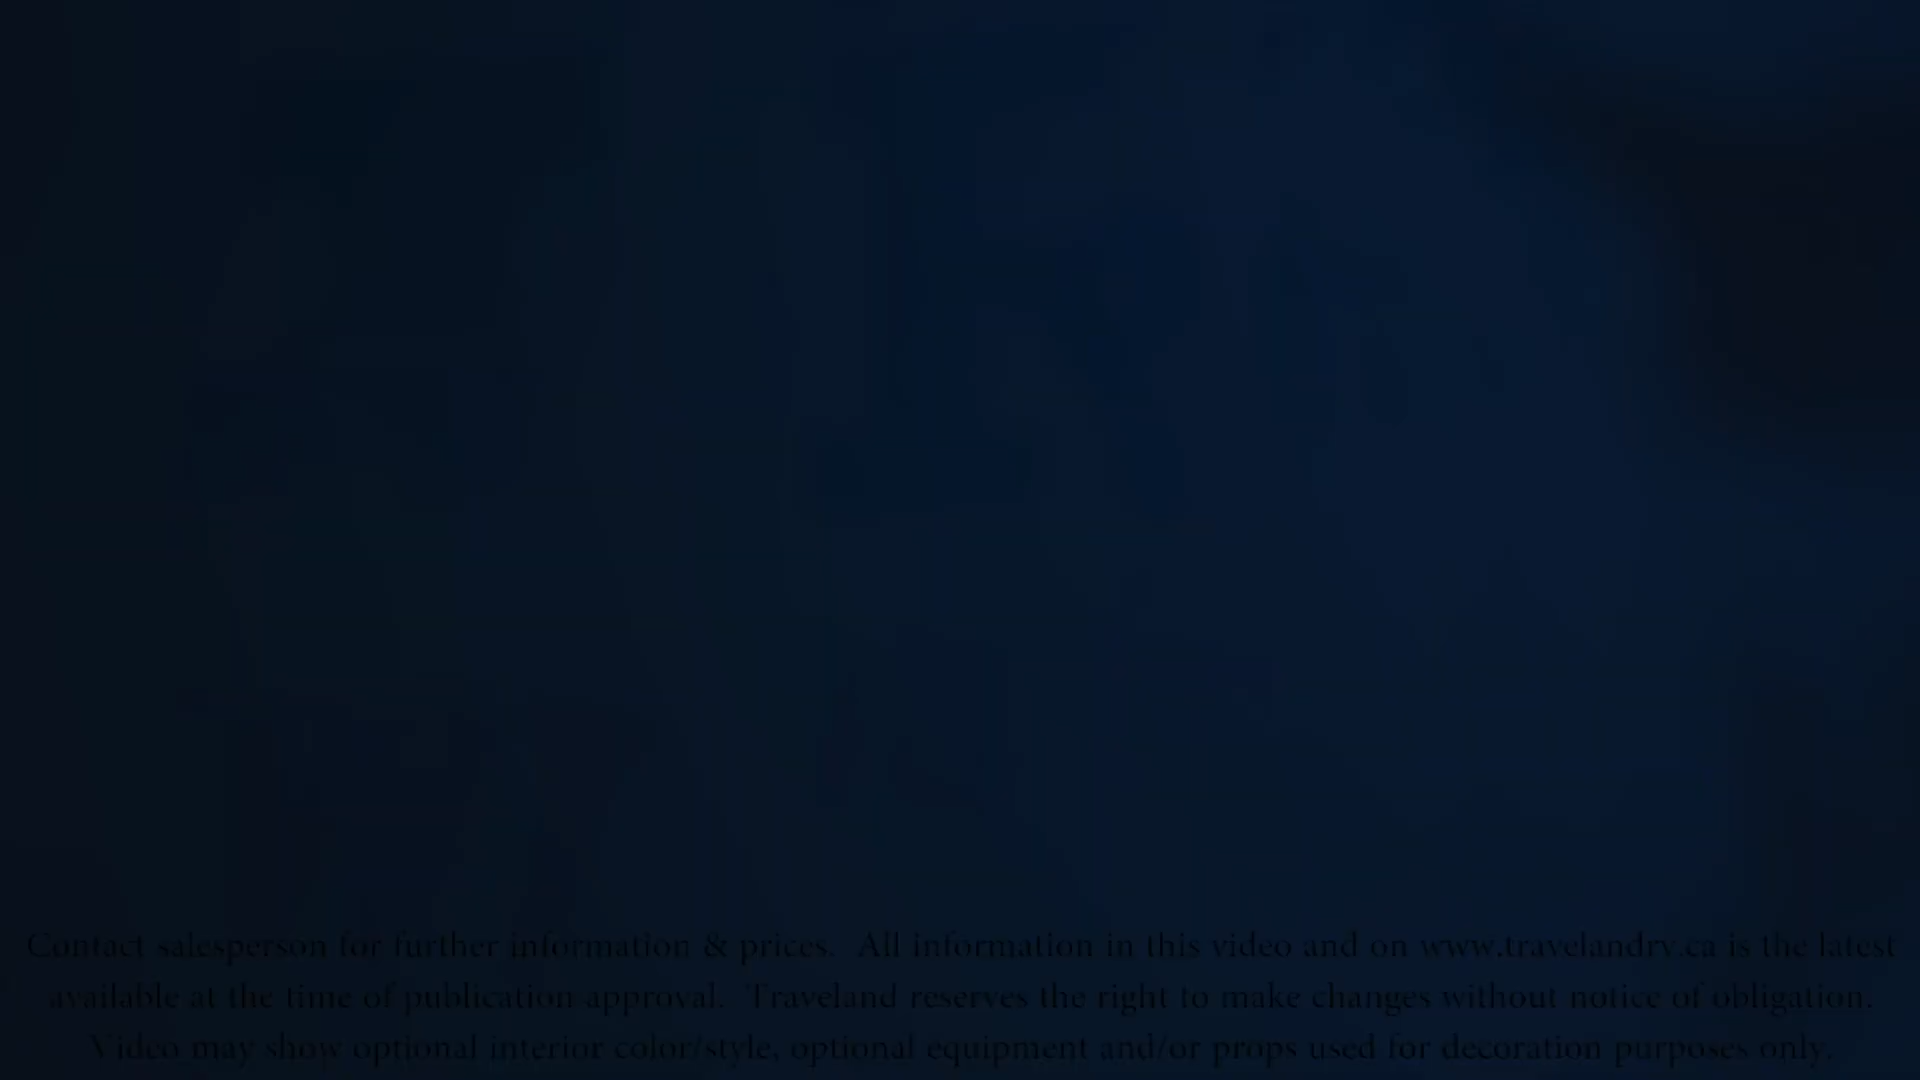 Contact salesperson for further information & prices.  All information in this video and on www.travelandrv.ca is the latest
available at the time of publication approval.  Traveland reserves the right to make changes without notice of obligation.
Video may show optional interior color/style, optional equipment and/or props used for decoration purposes only.